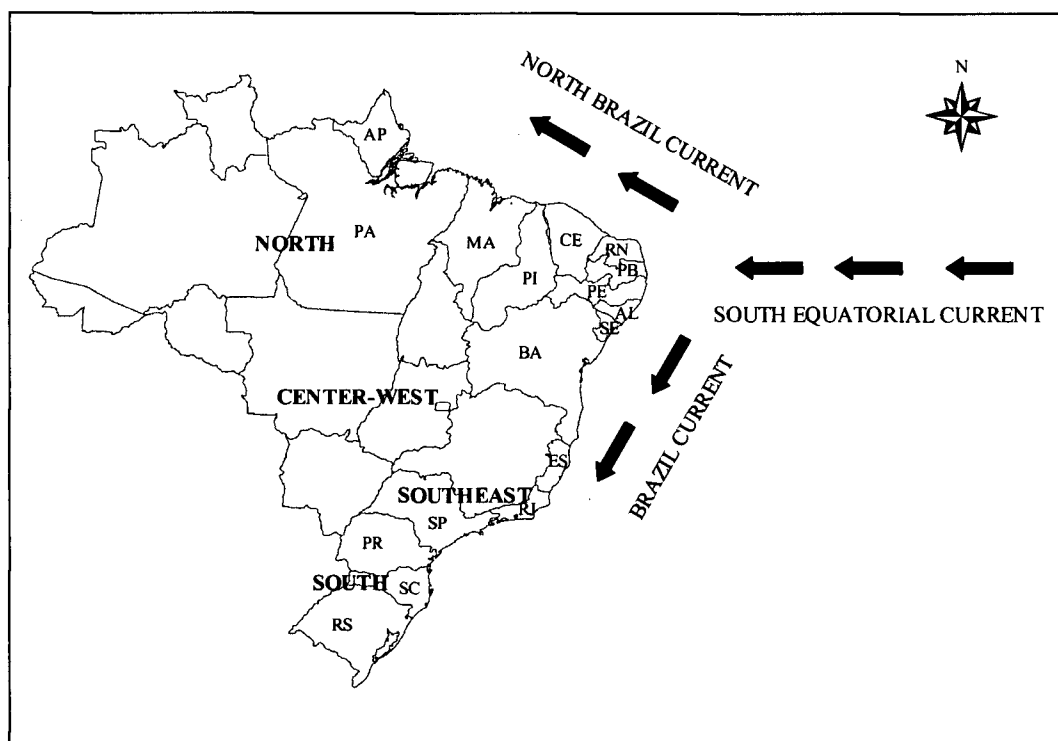 N
NORTH BRAZIL CURRENT
AP
PA
NORTH
MA
CE
RN
PB
PI
PE
AL
SE
SOUTH EQUATORIAL CURRENT
BA
BRAZIL CURRENT
CENTER-WEST
ES
SOUTHEAST
RJ
SP
PR
SOUTH
SC
RS